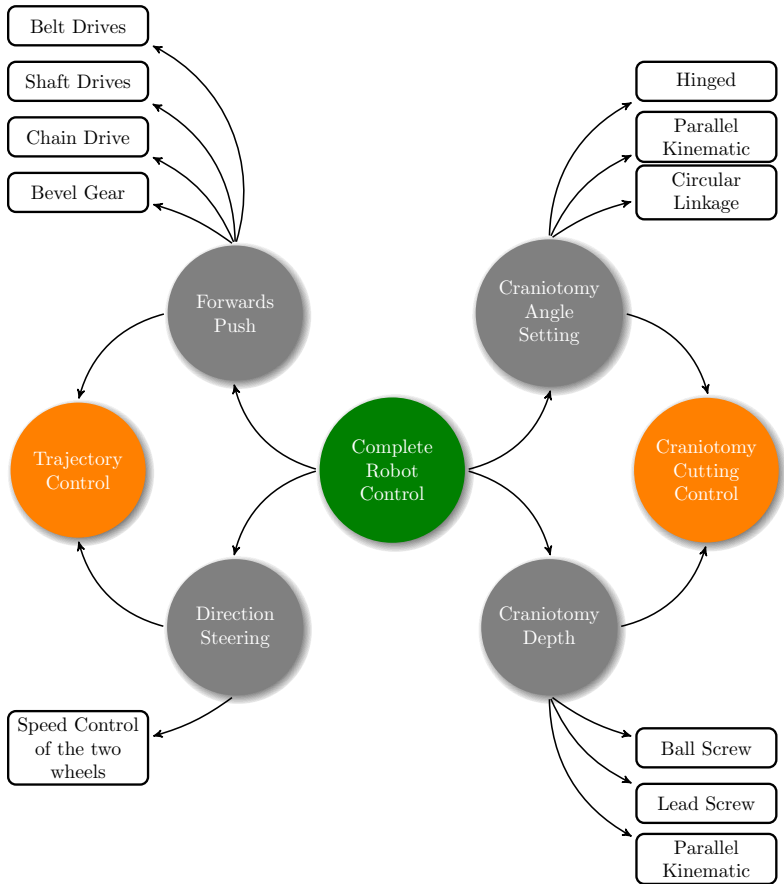 Belt Drives
Shaft Drives
Chain Drive
Bevel Gear
Hinged
Parallel
Kinematic
Circular
Linkage
Forwards
Push
Craniotomy
Angle
Setting
Trajectory
Control
Complete
Robot
Control
Craniotomy
Cutting
Control
Direction
Steering
Craniotomy
Depth
Speed Control
of the two
wheels
Ball Screw
Lead Screw
Parallel
Kinematic